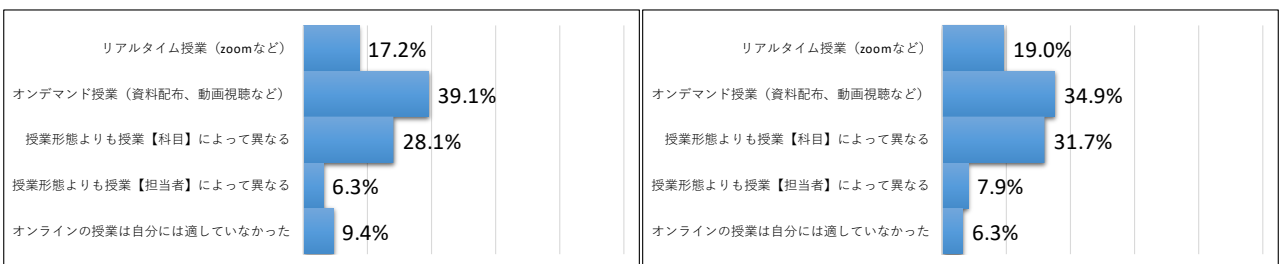 リアルタイム授業（zoomなど）
17.2%
オンデマンド授業（資料配布、動画視聴など）
39.1%
授業形態よりも授業【科目】によって異なる
28.1%
授業形態よりも授業【担当者】によって異なる
6.3%
オンラインの授業は自分には適していなかった
9.4%
リアルタイム授業（zoomなど）
19.0%
オンデマンド授業（資料配布、動画視聴など）
34.9%
授業形態よりも授業【科目】によって異なる
31.7%
授業形態よりも授業【担当者】によって異なる
7.9%
オンラインの授業は自分には適していなかった
6.3%